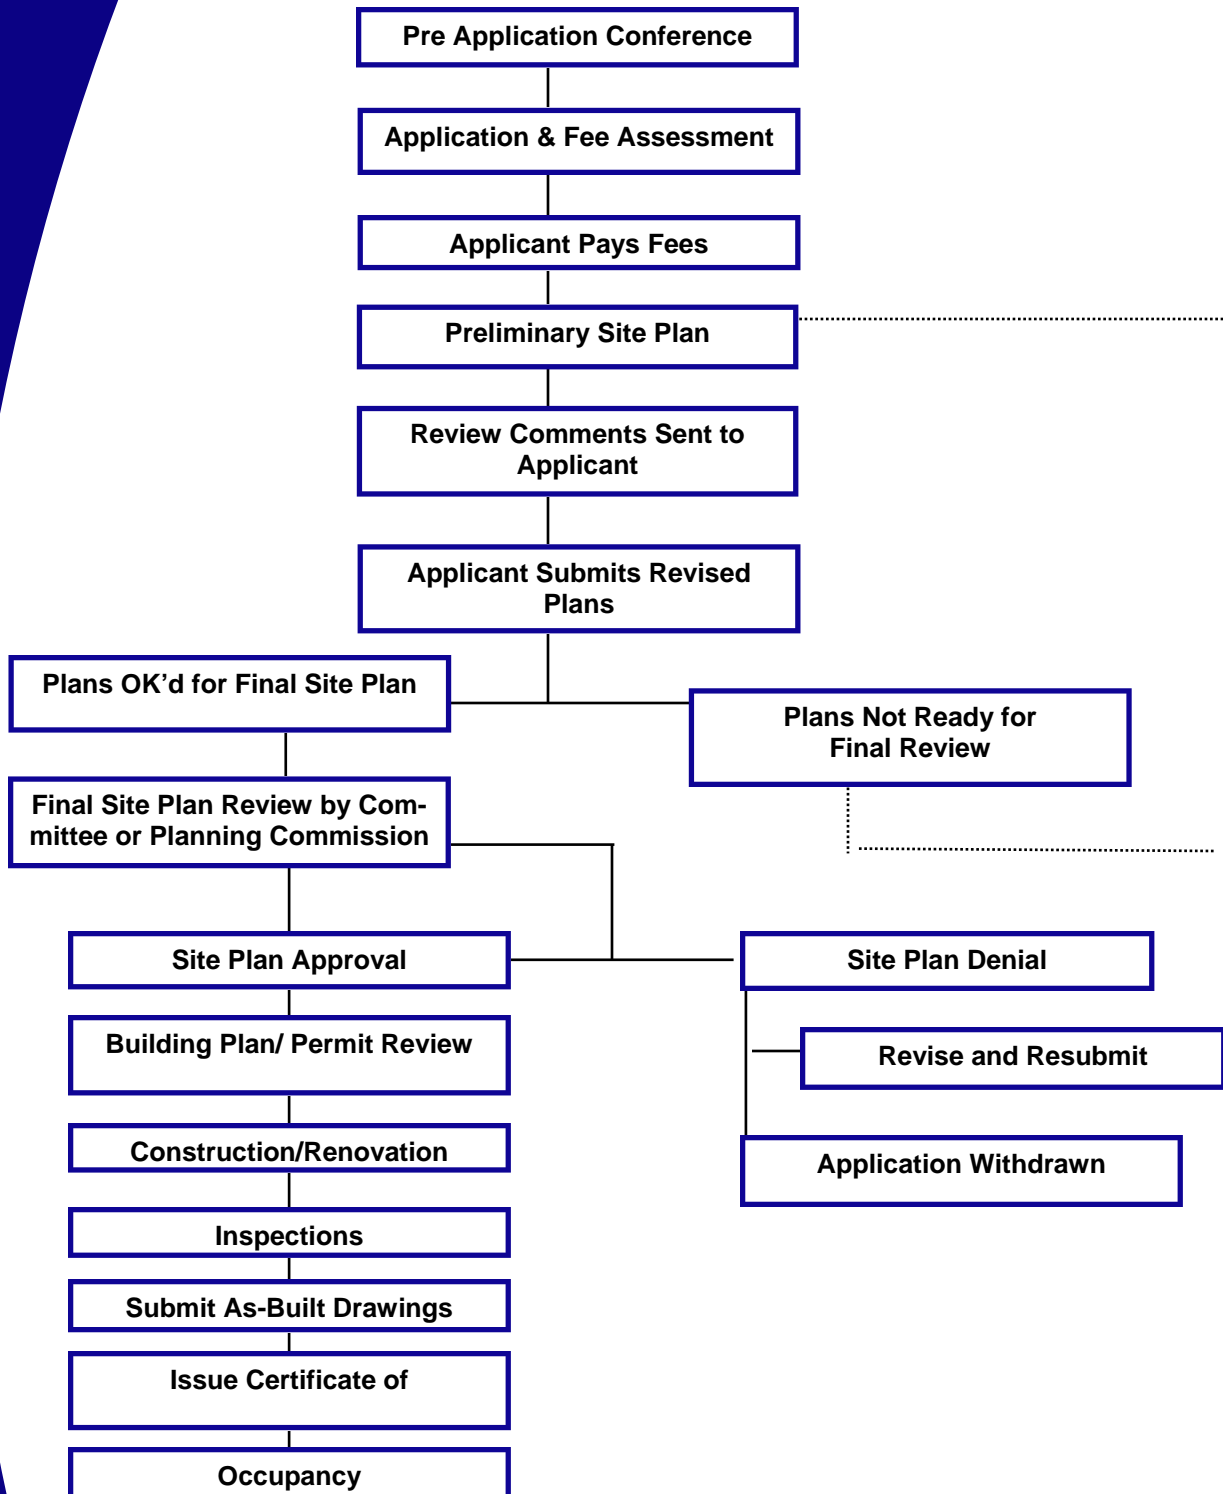 Pre Application Conference
Application & Fee Assessment
Applicant Pays Fees
Preliminary Site Plan
Review Comments Sent to
Applicant
Applicant Submits Revised
Plans
Plans OK’d for Final Site Plan
Plans Not Ready for
Final Review
Final Site Plan Review by Com-
mittee or Planning Commission
Site Plan Approval
Site Plan Denial
Building Plan/ Permit Review
Revise and Resubmit
Construction/Renovation
Application Withdrawn
Inspections
Submit As-Built Drawings
Issue Certificate of
Occupancy